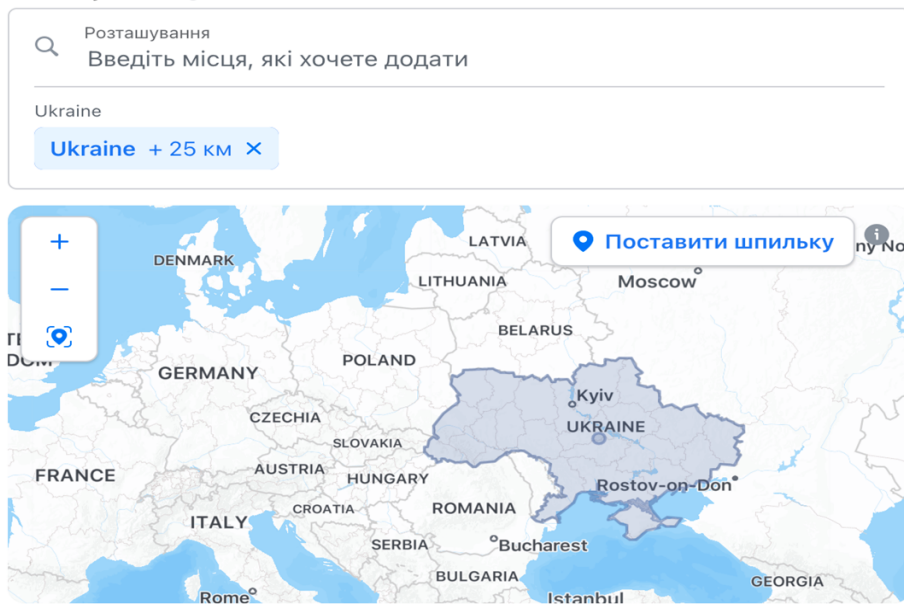 Розташування
Введіть місця, які хочете додати
Ukraine
Ukraine + 25 км ×
+
Поставити шпильку
i
−
LATVIA
DENMARK
Moscow
LITHUANIA
BELARUS
POLAND
GERMANY
Kyiv
CZECHIA
UKRAINE
SLOVAKIA
AUSTRIA
FRANCE
HUNGARY
Rostov-on-Don
CROATIA
ROMANIA
ITALY
SERBIA
Bucharest
BULGARIA
GEORGIA
Rome
Istanbul